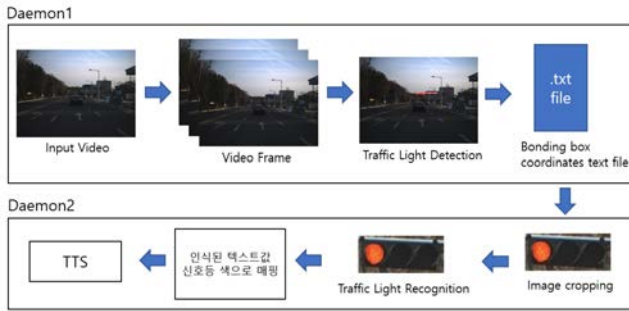 Daemon1
Input Video
Video Frame
Traffic Light Detection
.txt
file
Bonding box
coordinates text file
Daemon2
TTS
인식된 텍스트값
신호등 색으로 매핑
Traffic Light Recognition
Image cropping